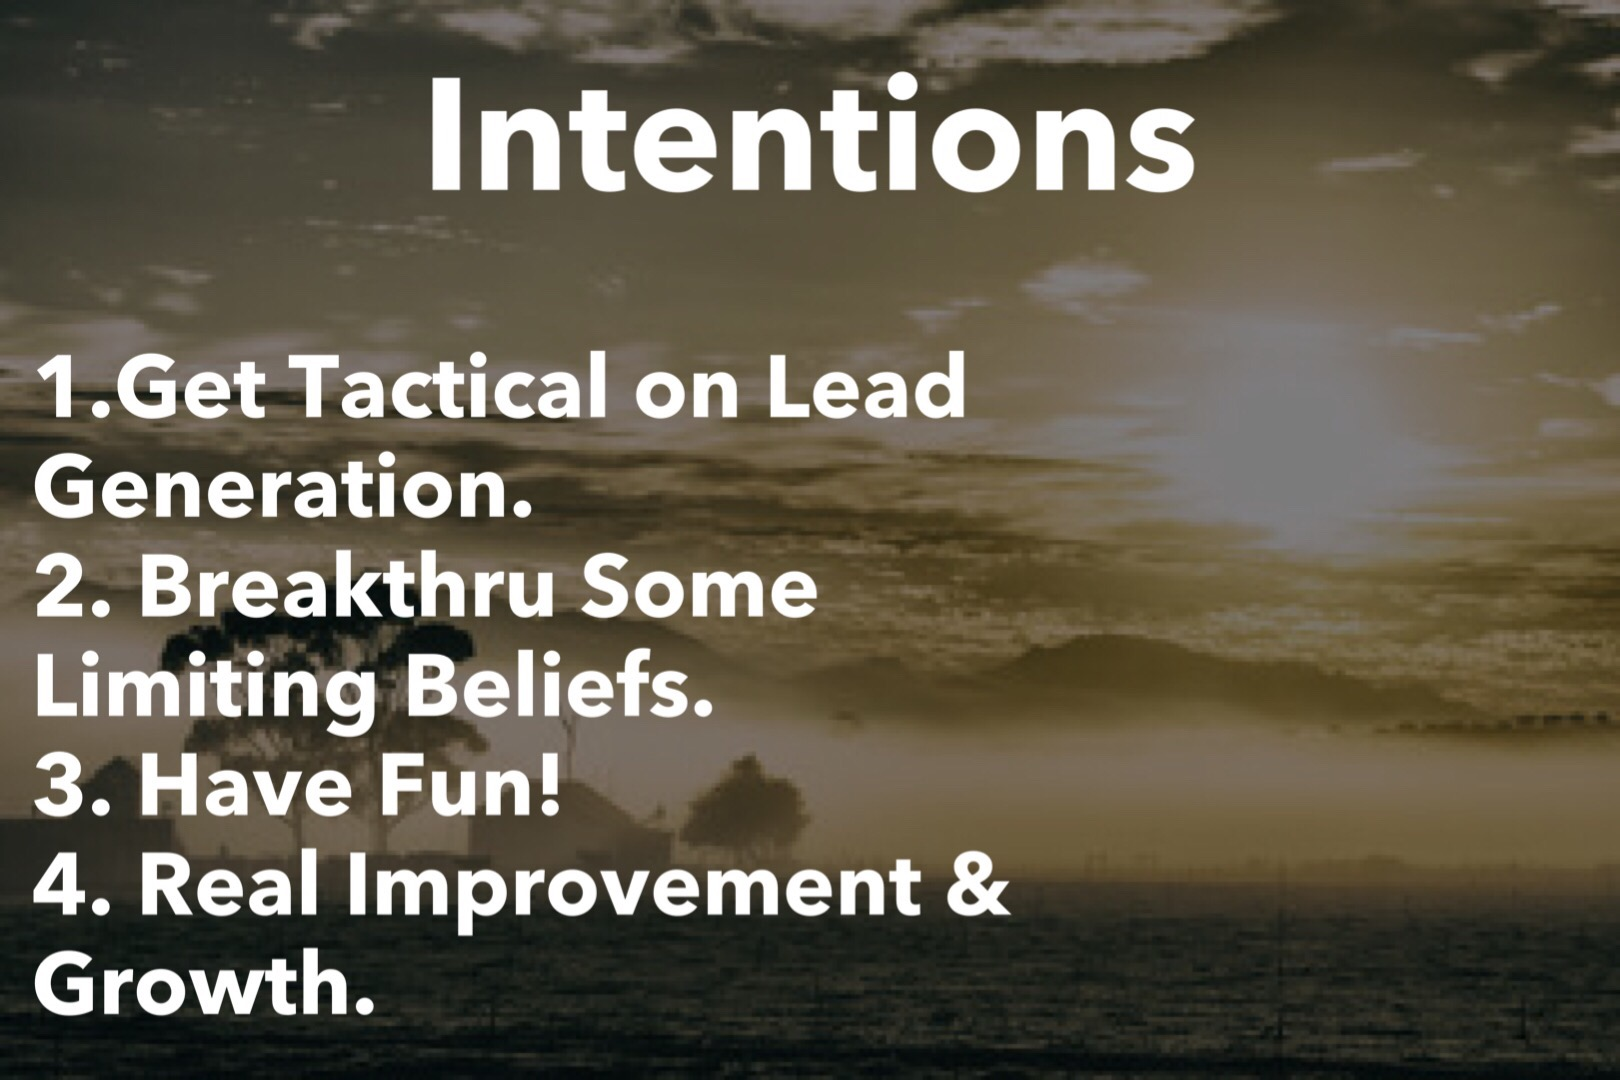 Intentions
1.Get Tactical on Lead
Generation.
2. Breakthru Some
Limiting Beliefs.
3. Have Fun!
4. Real Improvement &
Growth.